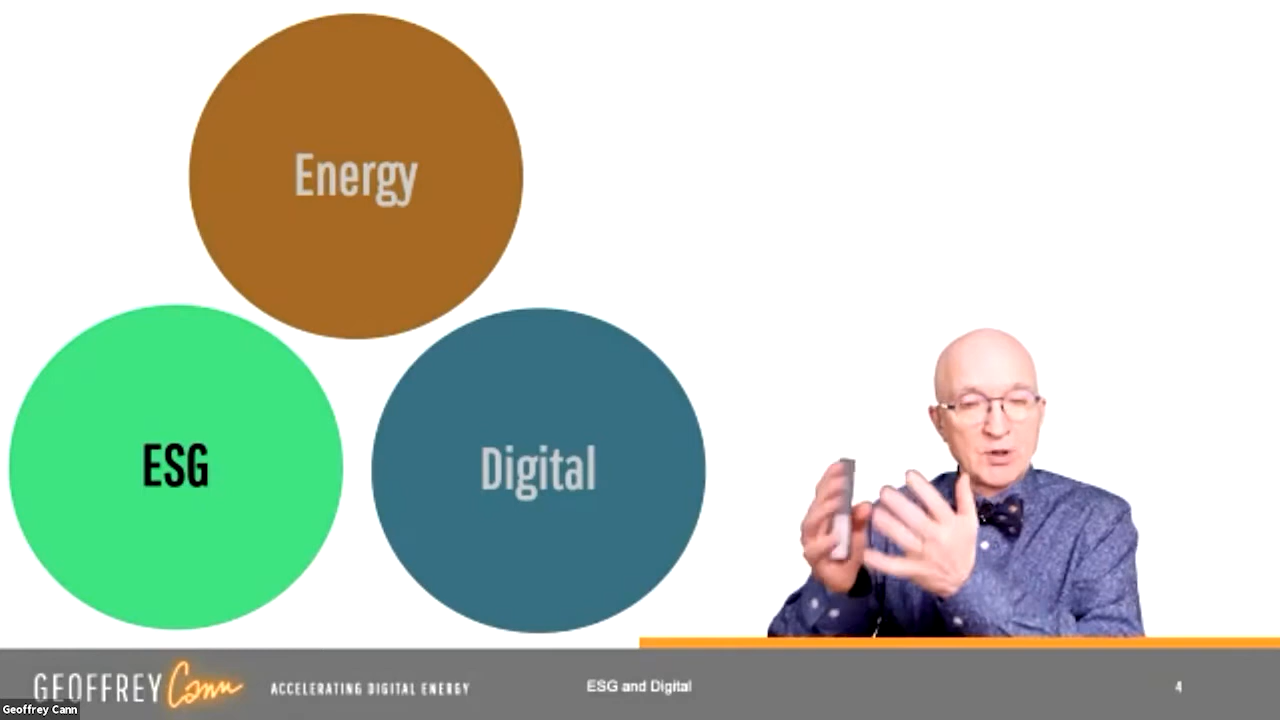 Energy
ESG
Digital
GEOFFREY Cann
ACCELERATING DIGITAL ENERGY
ESG and Digital
4
Geoffrey Cann